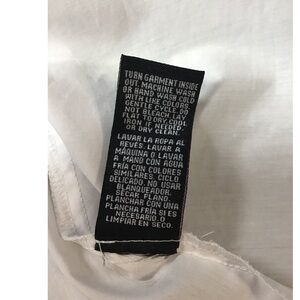 TURN GARMENT INSIDE
OUT. MACHINE WASH
OR HAND WASH COLD
WITH LIKE COLORS.
GENTLE CYCLE. DO
NOT BLEACH. LAY
FLAT TO DRY. COOL
IRON IF NEEDED.
OR DRY CLEAN.
LAVAR LA ROPA AL
REVÉS. LAVAR A
MÁQUINA O LAVAR
A MANO CON AGUA
FRÍA CON COLORES
SIMILARES. CICLO
DELICADO. NO USAR
BLANQUEADOR.
SECAR PLANO.
PLANCHAR CON UNA
PLANCHA FRÍA SI ES
NECESARIO. O
LIMPIAR EN SECO.